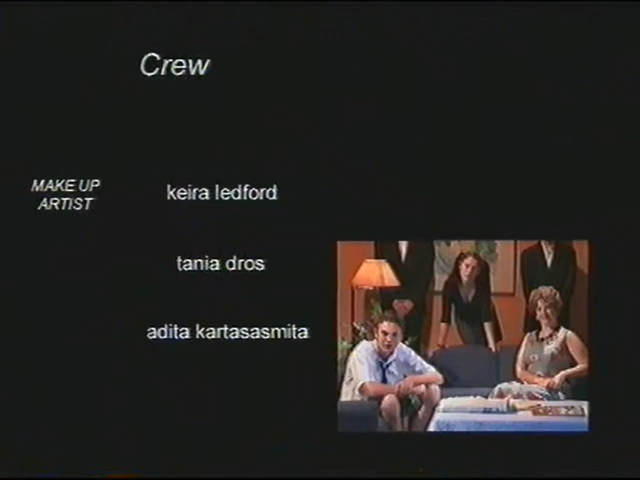 Crew
MAKE UP
ARTIST
keira ledford
tania dros
adita kartasasmita